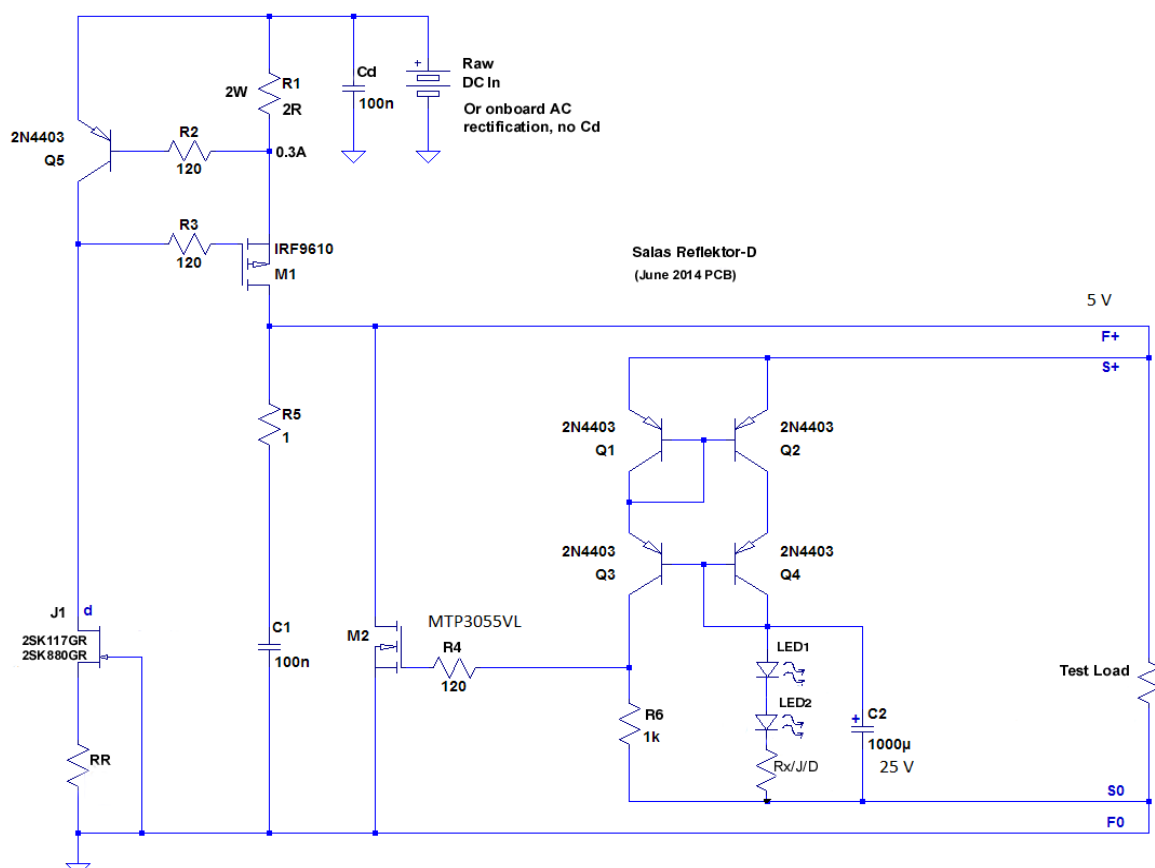 Raw
DC In
Or onboard AC
rectification, no Cd
Cd
100n
R1
2W
2R
2N4403
Q5
R2
120
0.3A
R3
120
IRF9610
M1
Salas Reflektor-D
(June 2014 PCB)
5 V
F+
S+
R5
1
2N4403
Q1
2N4403
Q2
2N4403
Q3
2N4403
Q4
J1
d
2SK117GR
2SK880GR
C1
100n
M2
MTP3055VL
R4
120
LED1
LED2
R6
1k
C2
1000µ
25 V
Rx/J/D
Test Load
RR
S0
F0
+
+